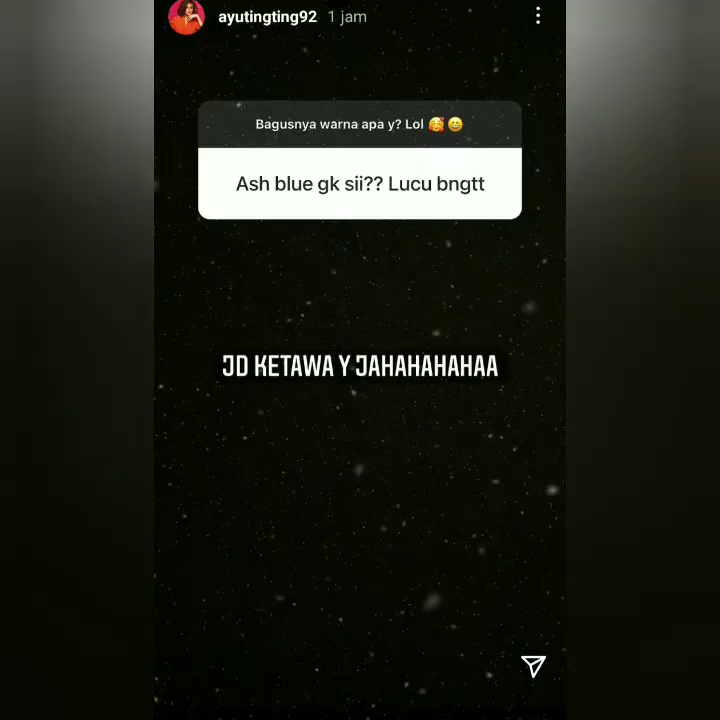 ayutingting92 1 jam
Bagusnya warna apa y? Lol 🥰😄
Ash blue gk sii?? Lucu bngtt
JD KETAWA Y JAHAHAHAHAA